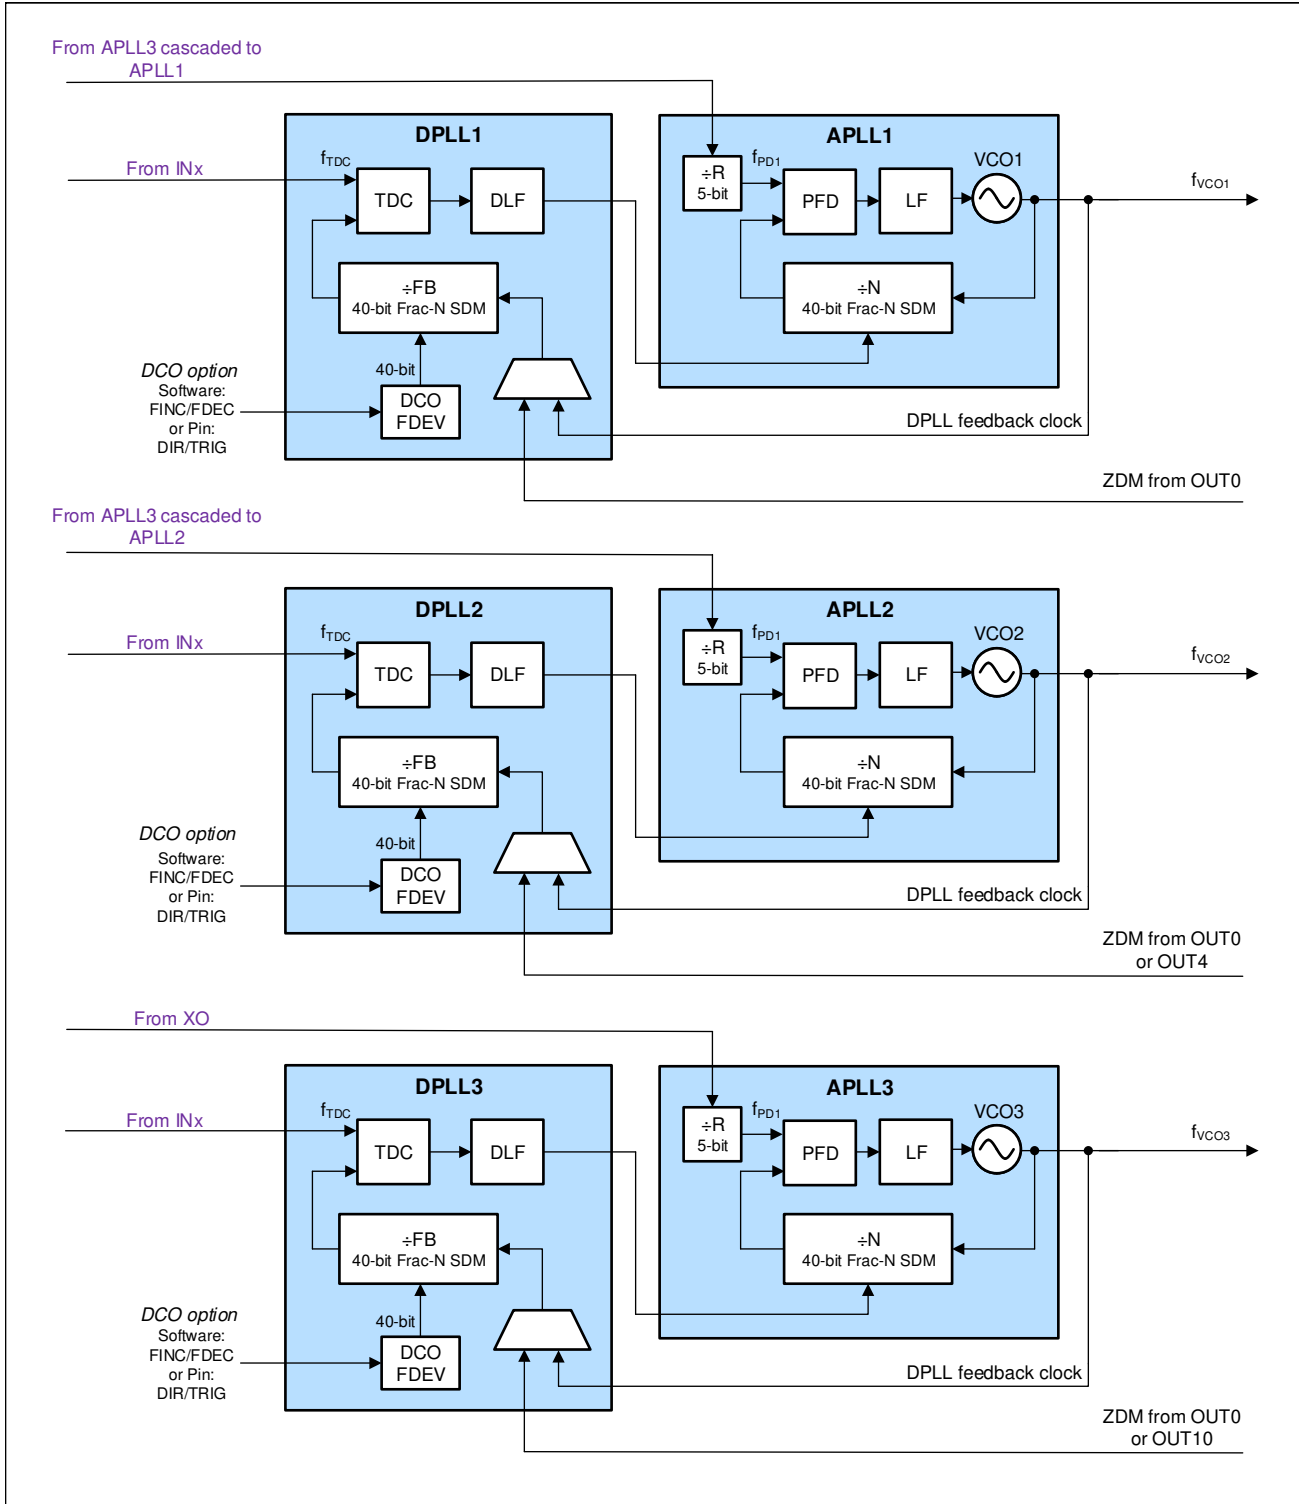 From APLL3 cascaded to
APLL1
DPLL1
APLL1
From INx
fTDC
TDC
DLF
÷R
5-bit
fPD1
PFD
LF
VCO1
fVCO1
÷FB
40-bit Frac-N SDM
÷N
40-bit Frac-N SDM
DCO option
Software:
FINC/FDEC
or Pin:
DIR/TRIG
40-bit
DCO
FDEV
DPLL feedback clock
ZDM from OUT0
From APLL3 cascaded to
APLL2
DPLL2
APLL2
From INx
fTDC
TDC
DLF
÷R
5-bit
fPD1
PFD
LF
VCO2
fVCO2
÷FB
40-bit Frac-N SDM
÷N
40-bit Frac-N SDM
DCO option
Software:
FINC/FDEC
or Pin:
DIR/TRIG
40-bit
DCO
FDEV
DPLL feedback clock
ZDM from OUT0
or OUT4
From XO
DPLL3
APLL3
From INx
fTDC
TDC
DLF
÷R
5-bit
fPD1
PFD
LF
VCO3
fVCO3
÷FB
40-bit Frac-N SDM
÷N
40-bit Frac-N SDM
DCO option
Software:
FINC/FDEC
or Pin:
DIR/TRIG
40-bit
DCO
FDEV
DPLL feedback clock
ZDM from OUT0
or OUT10